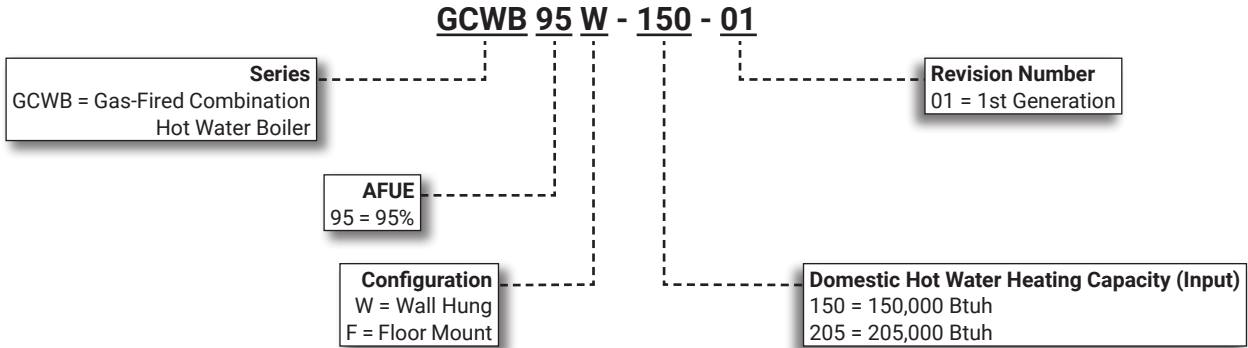 GCWB 95 W - 150 - 01
Series
GCWB = Gas-Fired Combination
Hot Water Boiler
Revision Number
01 = 1st Generation
AFUE
95 = 95%
Configuration
W = Wall Hung
F = Floor Mount
Domestic Hot Water Heating Capacity (Input)
150 = 150,000 Btuh
205 = 205,000 Btuh